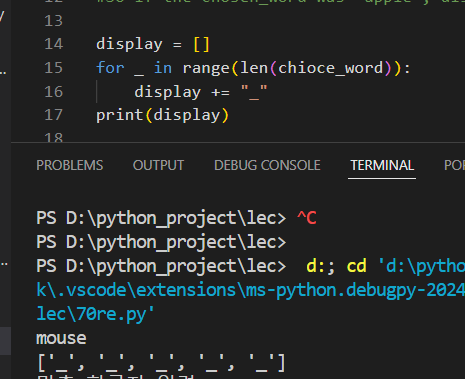 12
13
14 display = []
15 for _ in range(len(chioce_word)):
16 display += "_"
17 print(display)
18
PROBLEMS OUTPUT DEBUG CONSOLE TERMINAL
PS D:\python_project\lec> ^C
PS D:\python_project\lec>
PS D:\python_project\lec> d:; cd 'd:\pytho
k\.vscode\extensions\ms-python.debugpy-2024
lec\70re.py'
mouse
['_', '_', '_', '_', '_']